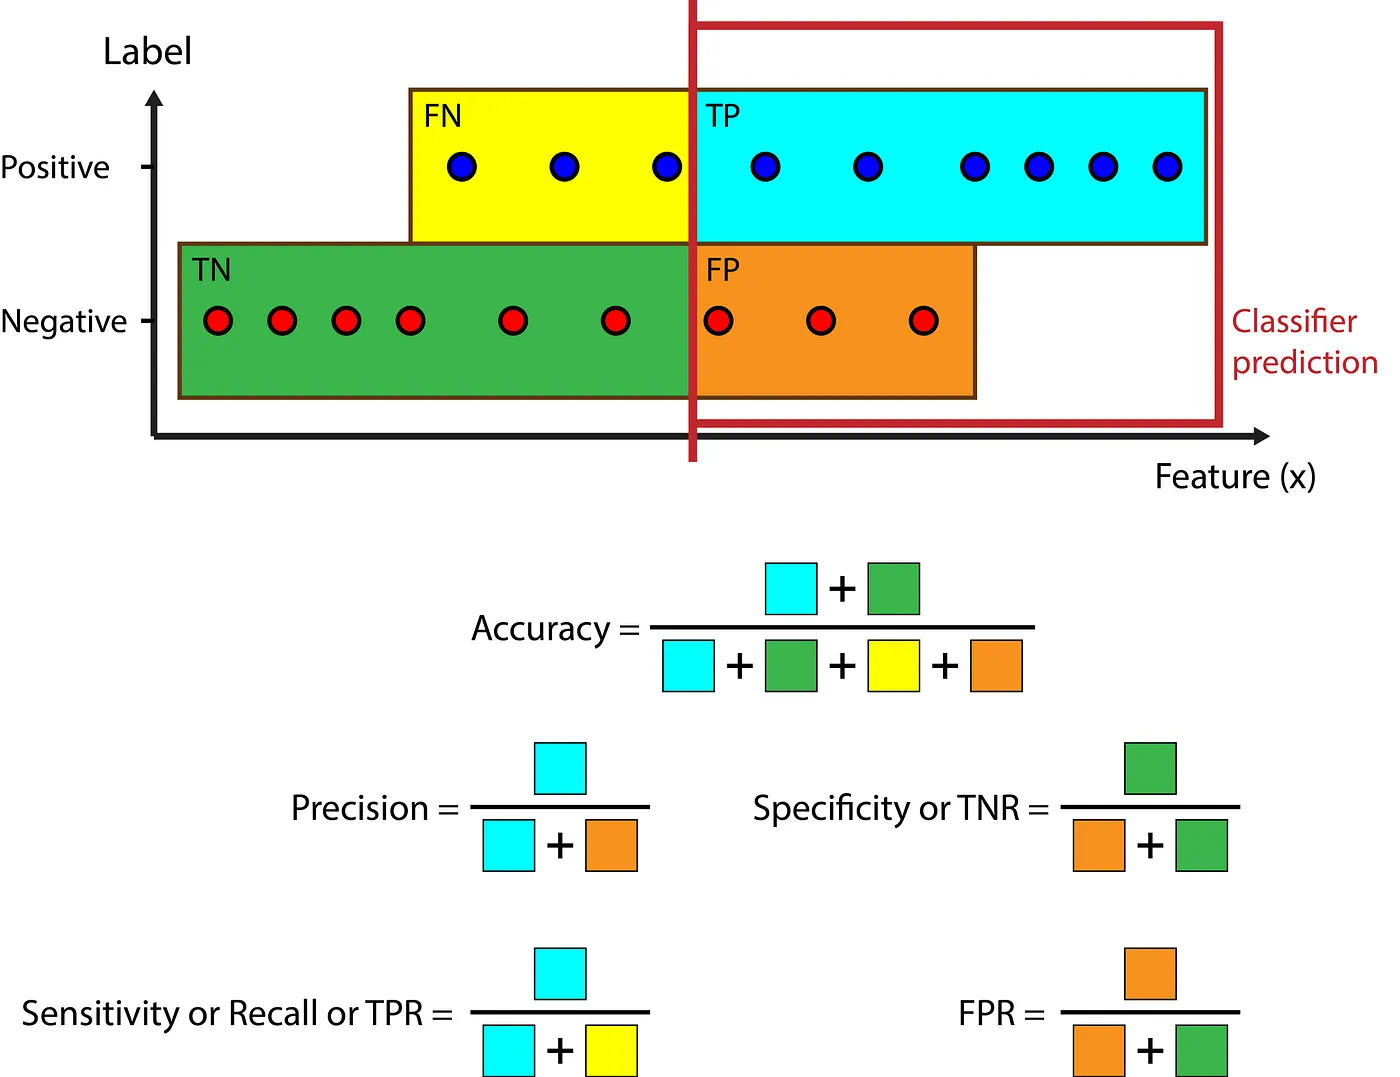 Label
FN
TP
Positive
TN
FP
Negative
Classifier
prediction
Feature (x)
+
Accuracy =
+ + +
Precision =
+
Specificity or TNR =
+
Sensitivity or Recall or TPR =
+
FPR =
+